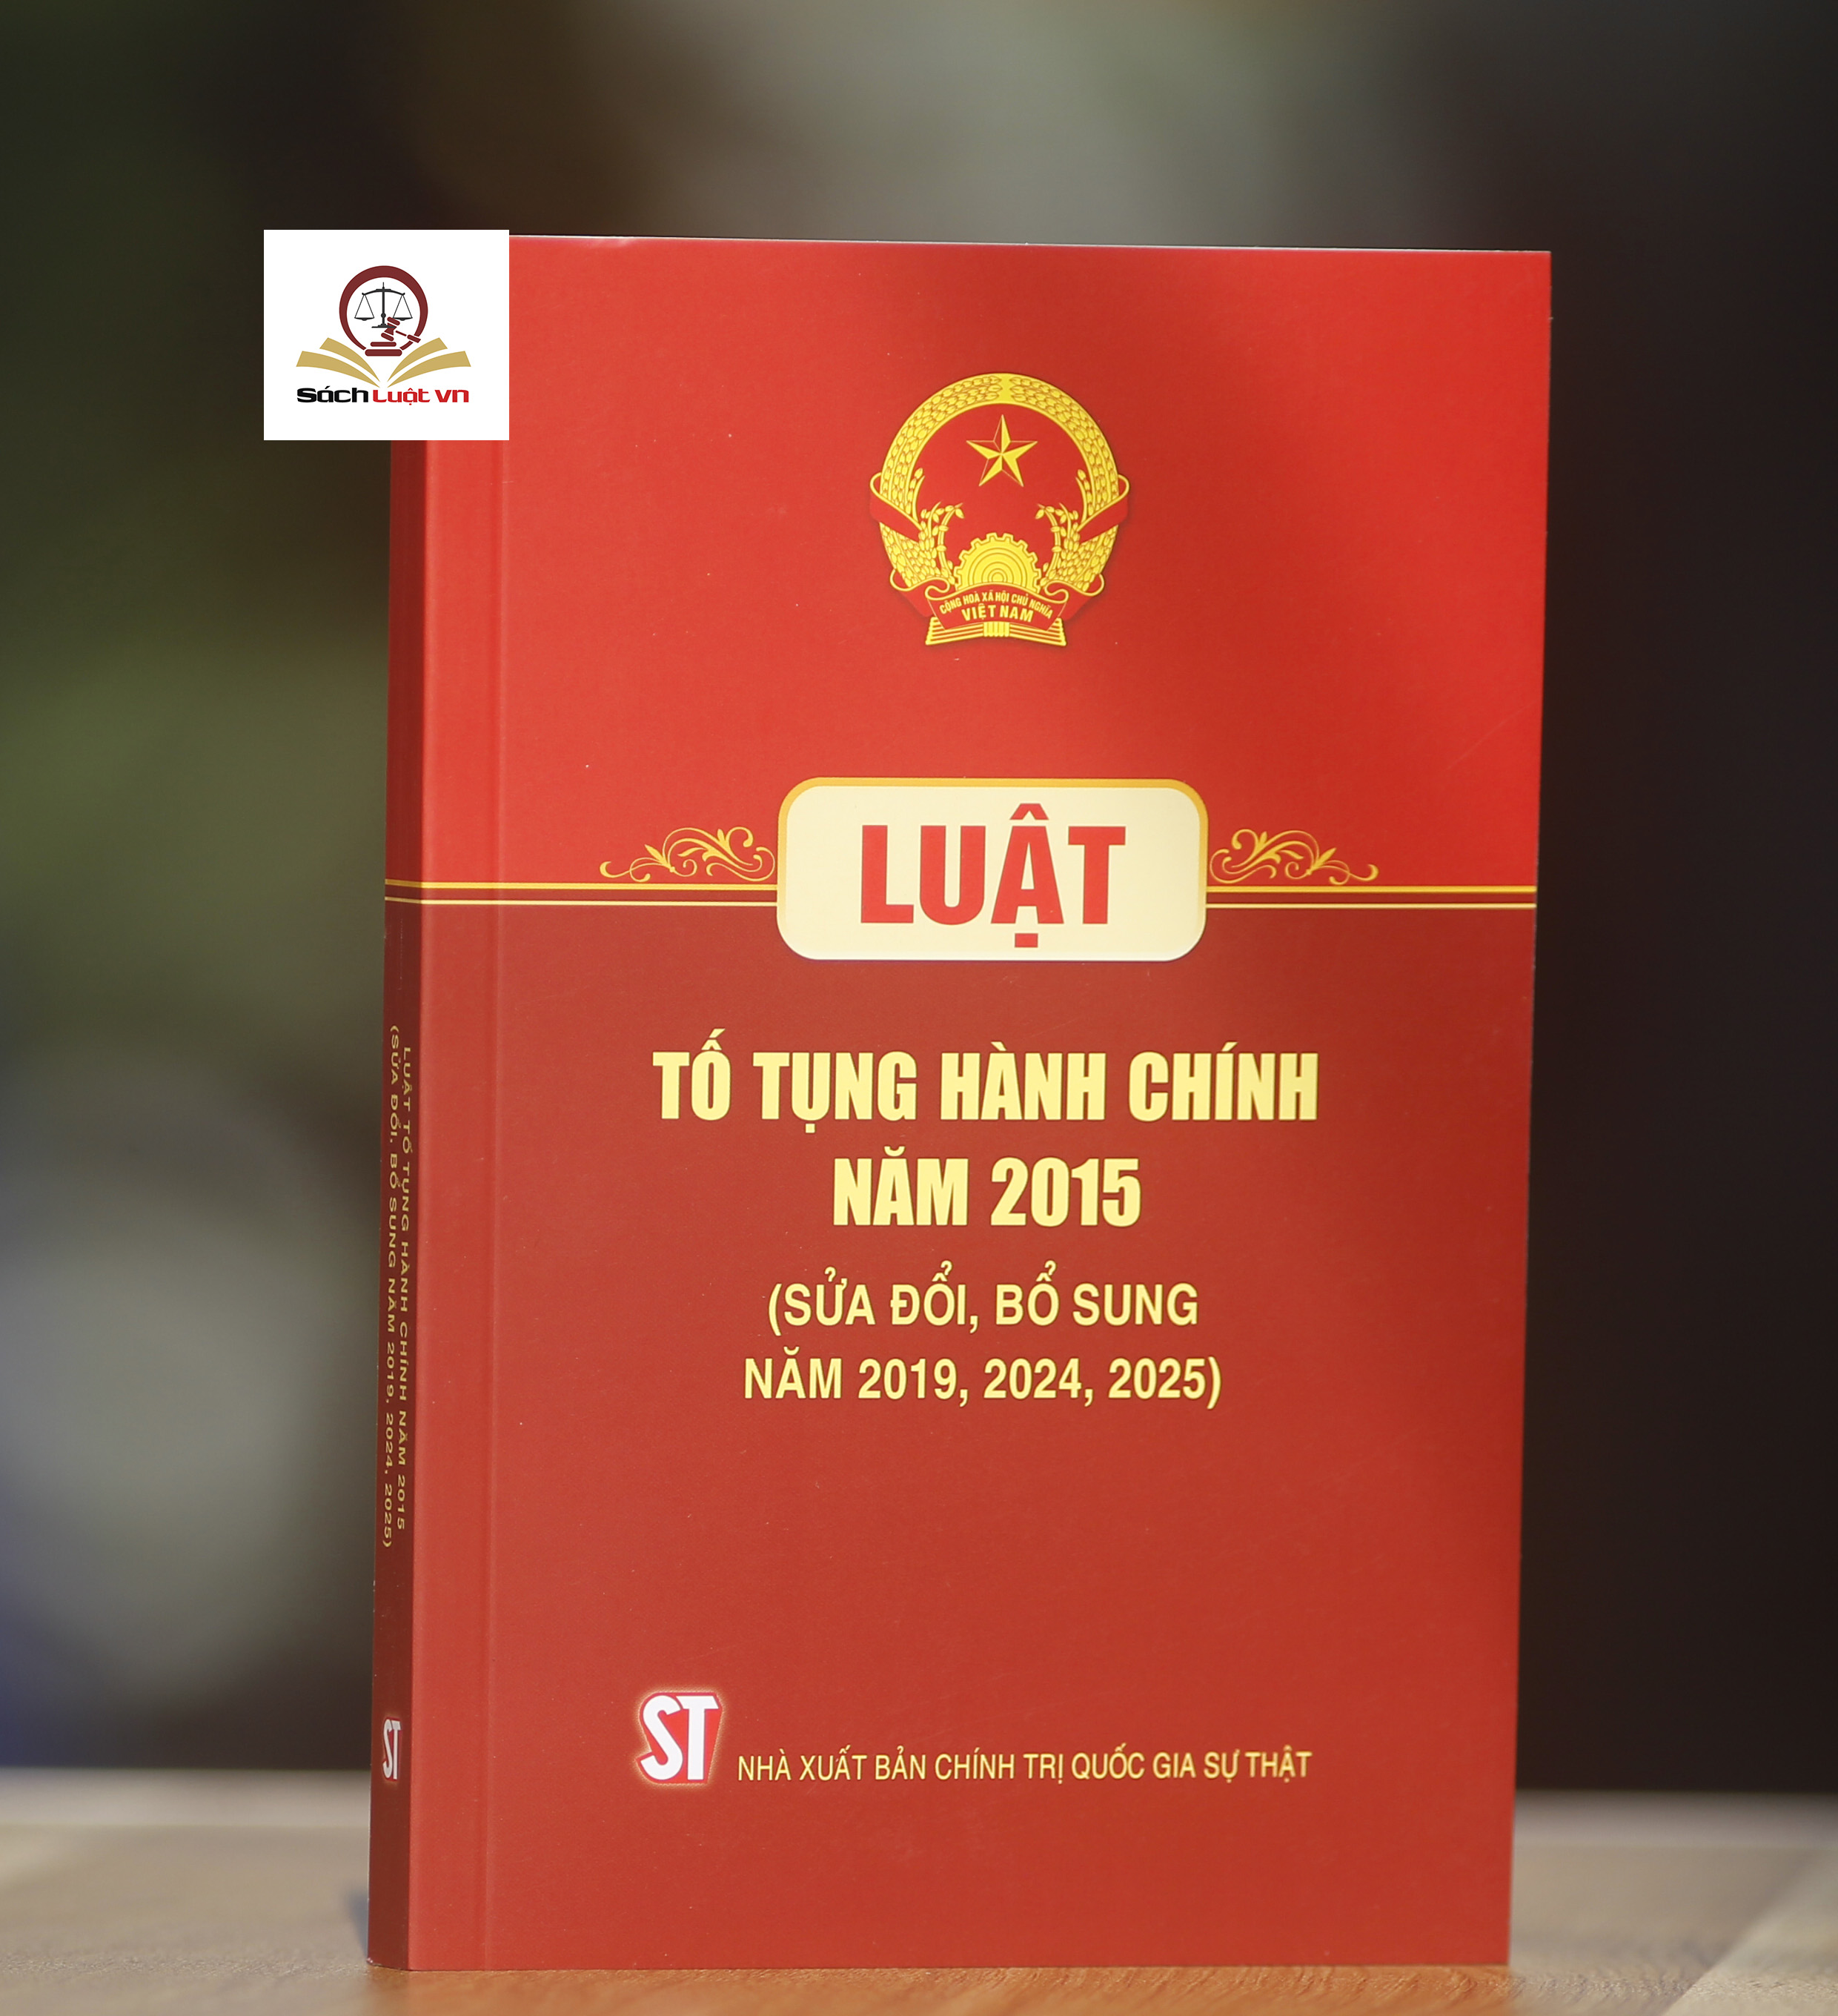 Sách Luật vn
CỘNG HOÀ XÃ HỘI CHỦ NGHĨA
VIỆT NAM
LUẬT
TỐ TỤNG HÀNH CHÍNH
NĂM 2015
(SỬA ĐỔI, BỔ SUNG
NĂM 2019, 2024, 2025)
ST
NHÀ XUẤT BẢN CHÍNH TRỊ QUỐC GIA SỰ THẬT
LUẬT TỐ TỤNG HÀNH CHÍNH NĂM 2015
(SỬA ĐỔI, BỔ SUNG NĂM 2019, 2024, 2025)
ST